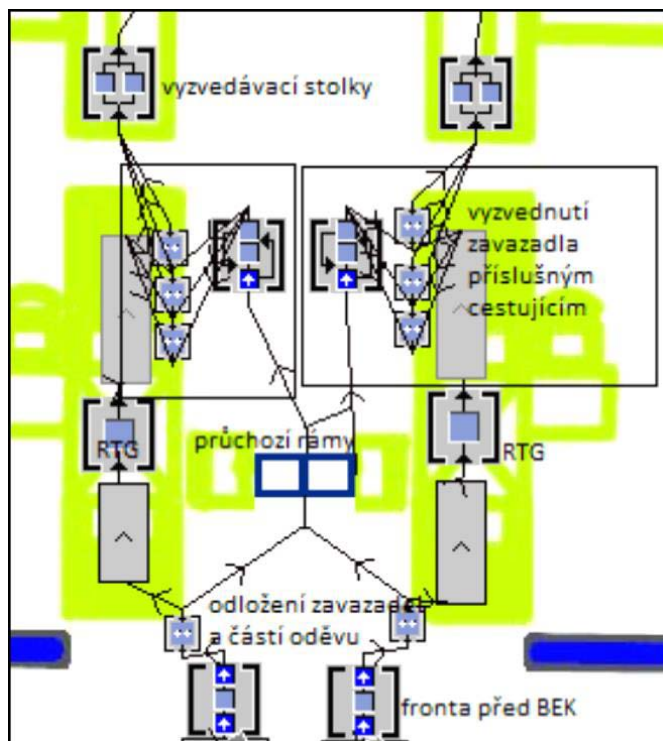 vyzvedávací stolky
vyzvednutí
zavazadla
příslušným
cestujícím
průchozí rámy
RTG
RTG
odložení zavazadel
a částí oděvu
fronta před BEK